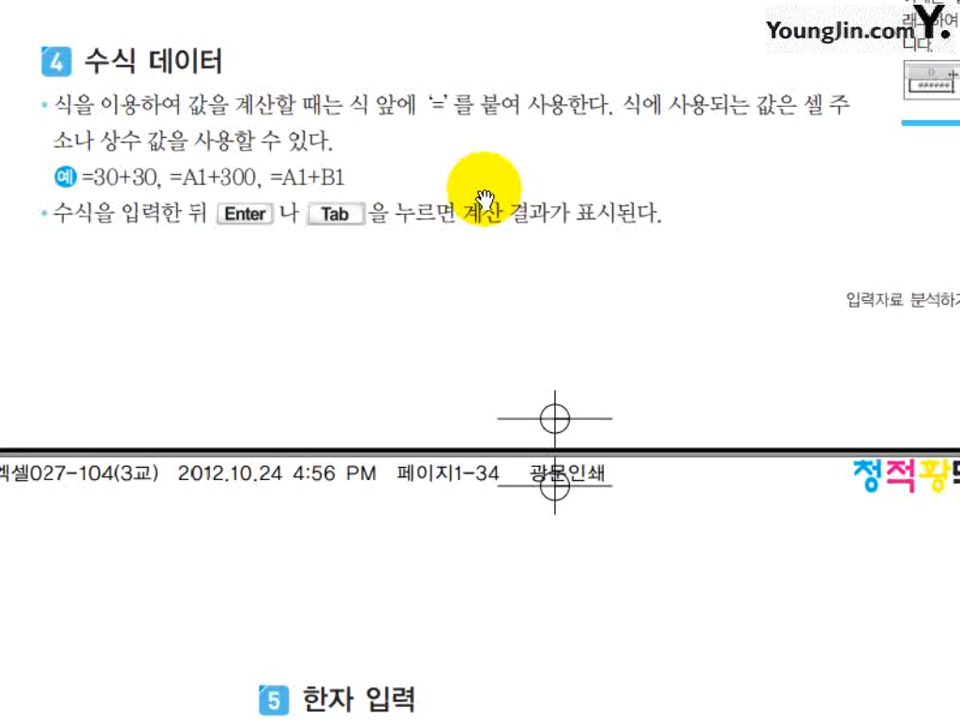 YoungJin.com Y.
니다.
######
4 수식 데이터
• 식을 이용하여 값을 계산할 때는 식 앞에 ‘=’를 붙여 사용한다. 식에 사용되는 값은 셀 주
소나 상수 값을 사용할 수 있다.
예 =30+30, =A1+300, =A1+B1
• 수식을 입력한 뒤 Enter 나 Tab 을 누르면 계산 결과가 표시된다.
입력자료 분석하기
엑셀027-104(3교) 2012.10.24 4:56 PM 페이지1-34 광문인쇄
청적황
5 한자 입력